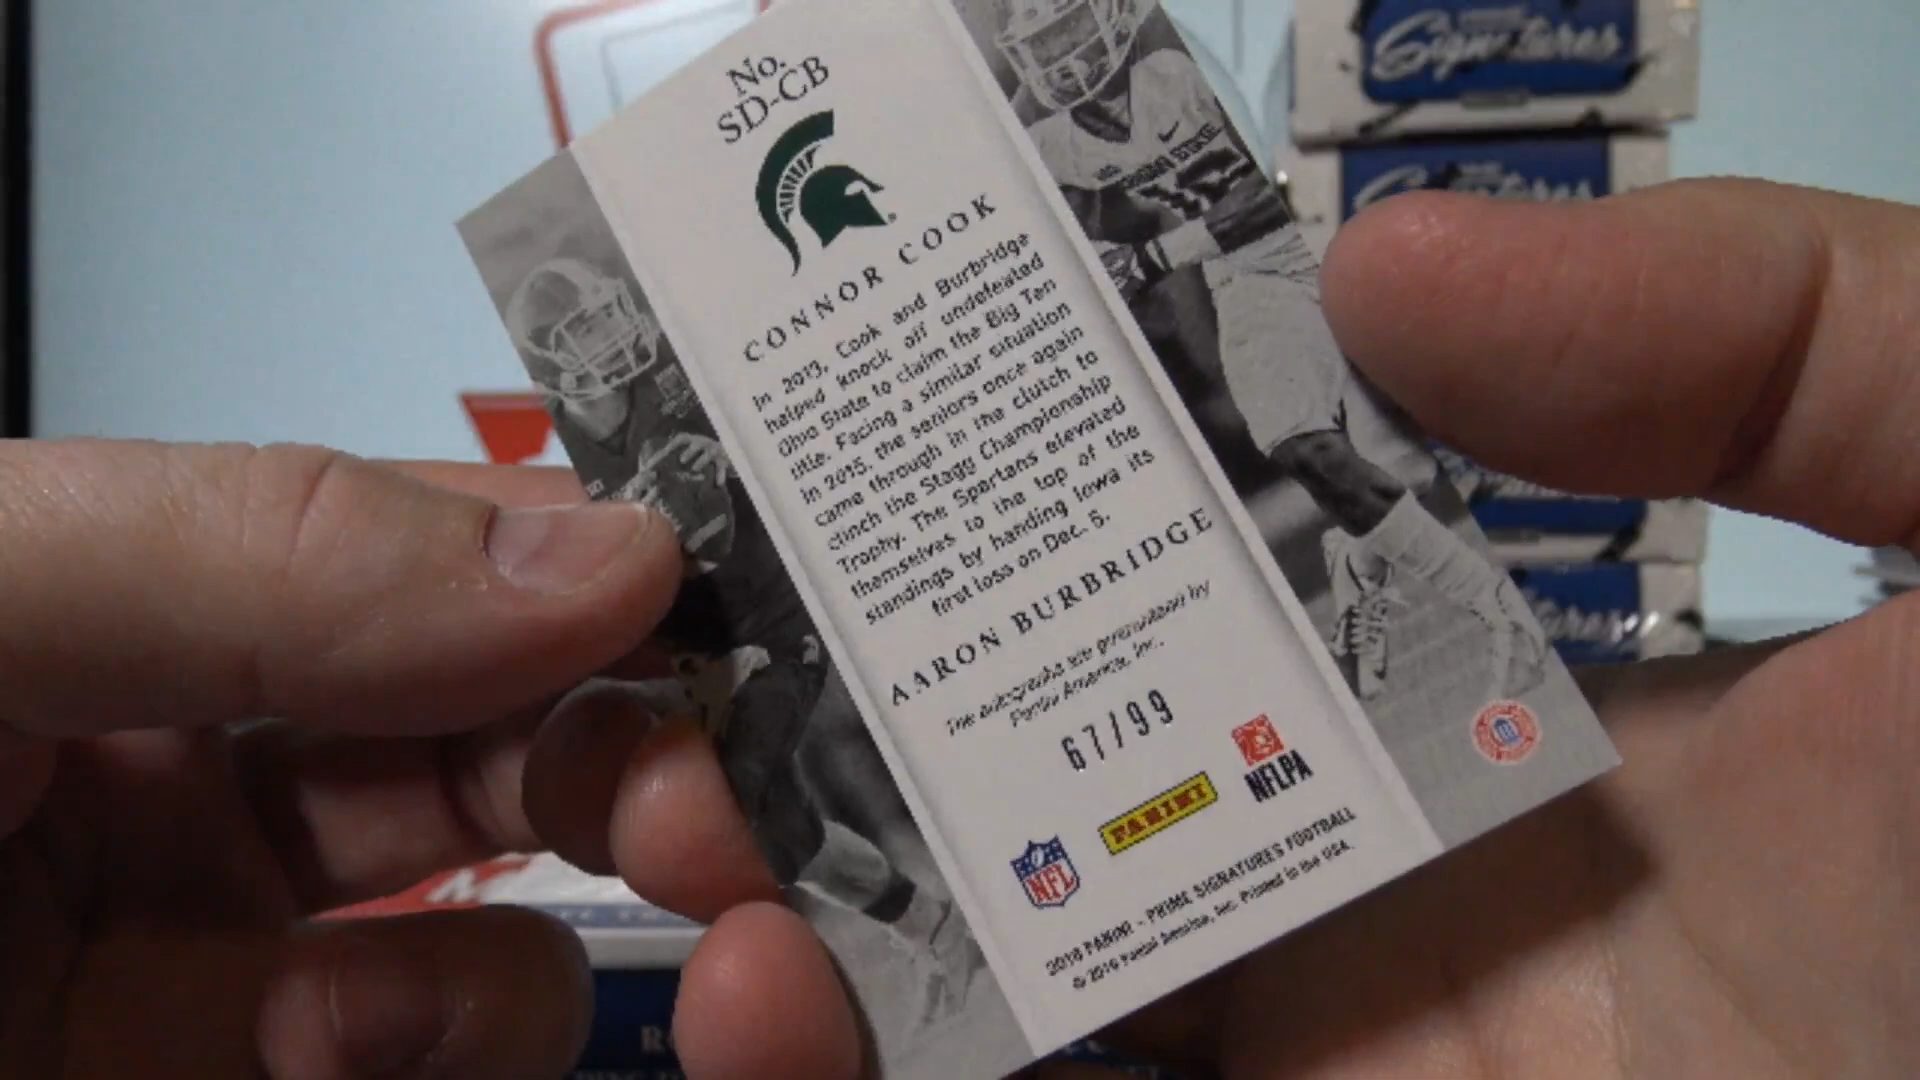 No.
SD-CB
CONNOR COOK
In 2013, Cook and Burbridge
helped knock off undefeated
Ohio State to claim the Big Ten
title. Facing a similar situation
in 2015, the seniors once again
came through in the clutch to
clinch the Stagg Championship
Trophy. The Spartans elevated
themselves to the top of the
standings by handing Iowa its
first loss on Dec. 5.
AARON BURBRIDGE
The autographs are guaranteed by
Panini America, Inc.
67/99
NFL
PANINI
NFLPA
2016 PANINI - PRIME SIGNATURES FOOTBALL
© 2016 Panini America, Inc. Printed in the USA.
Signatures
Signatures